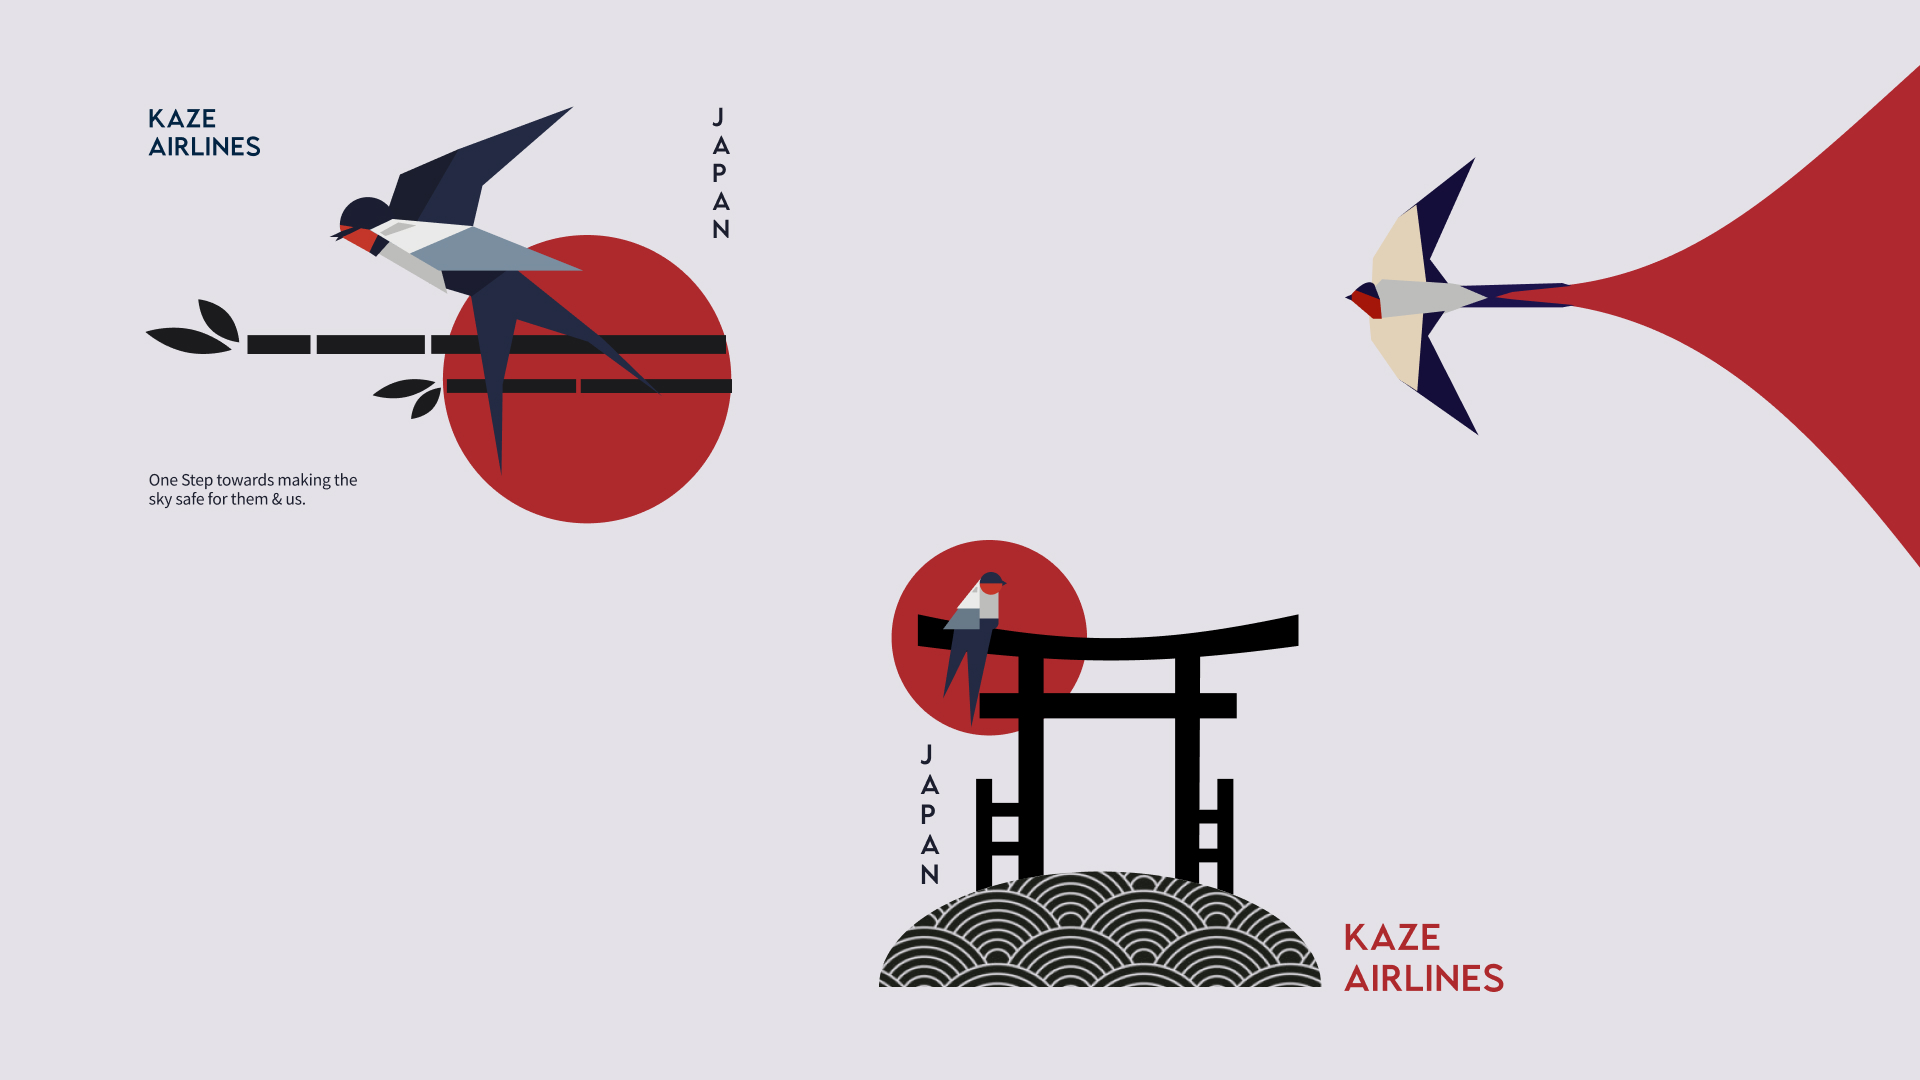 KAZE
AIRLINES
JAPAN
One Step towards making the
sky safe for them & us.
JAPAN
KAZE
AIRLINES